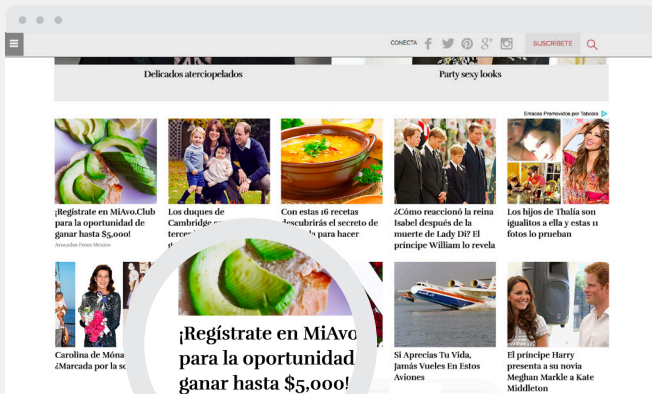 CONECTA
SUSCRÍBETE
Delicados aterciopelados
Party sexy looks
Enlaces Promovidos por Taboola
¡Regístrate en MiAvo.Club
para la oportunidad de
ganar hasta $5,000!
Avocados From Mexico
Los duques de
Cambridge
Con estas 16 recetas
descubrirás el secreto de
para hacer
¿Cómo reaccionó la reina
Isabel después de la
muerte de Lady Di? El
príncipe William lo revela
Los hijos de Thalía son
igualitos a ella y estas 11
fotos lo prueban
Carolina de Móna
¿Marcada por la
¡Regístrate en MiAvo
para la oportunidad
ganar hasta $5,000!
Si Aprecias Tu Vida,
Jamás Vueles En Estos
Aviones
El príncipe Harry
presenta a su novia
Meghan Markle a Kate
Middleton